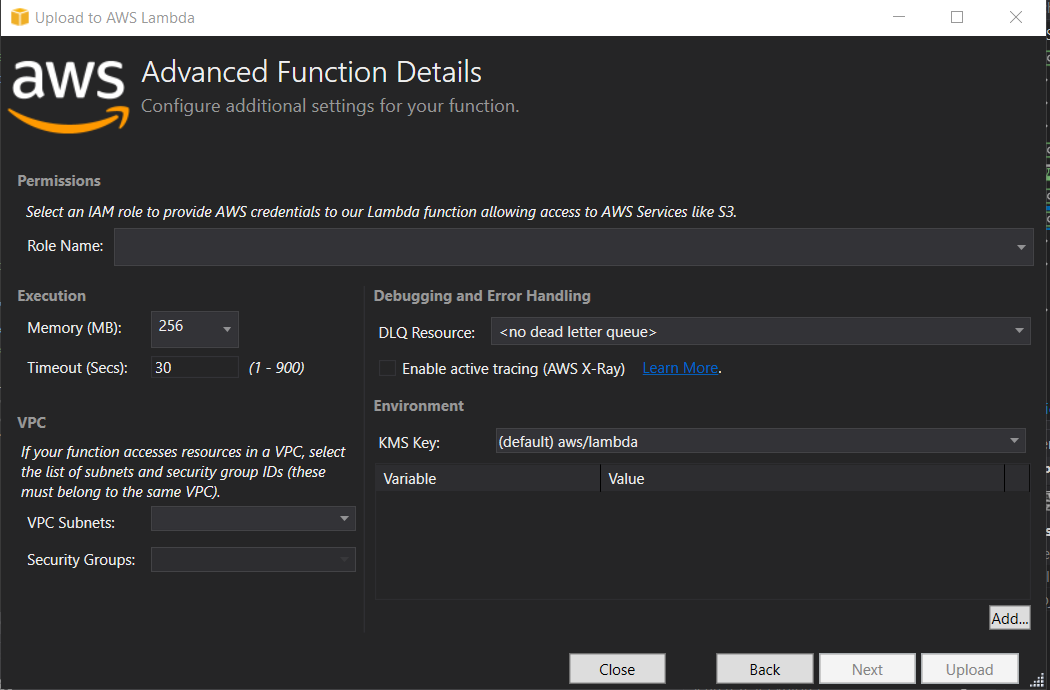 Upload to AWS Lambda
aws
Advanced Function Details
Configure additional settings for your function.
Permissions
Select an IAM role to provide AWS credentials to our Lambda function allowing access to AWS Services like S3.
Role Name:
Execution
Memory (MB): 256
Timeout (Secs): 30 (1 - 900)
VPC
If your function accesses resources in a VPC, select
the list of subnets and security group IDs (these
must belong to the same VPC).
VPC Subnets:
Security Groups:
Debugging and Error Handling
DLQ Resource: <no dead letter queue>
Enable active tracing (AWS X-Ray) Learn More.
Environment
KMS Key: (default) aws/lambda
Variable Value
Add...
Close Back Next Upload